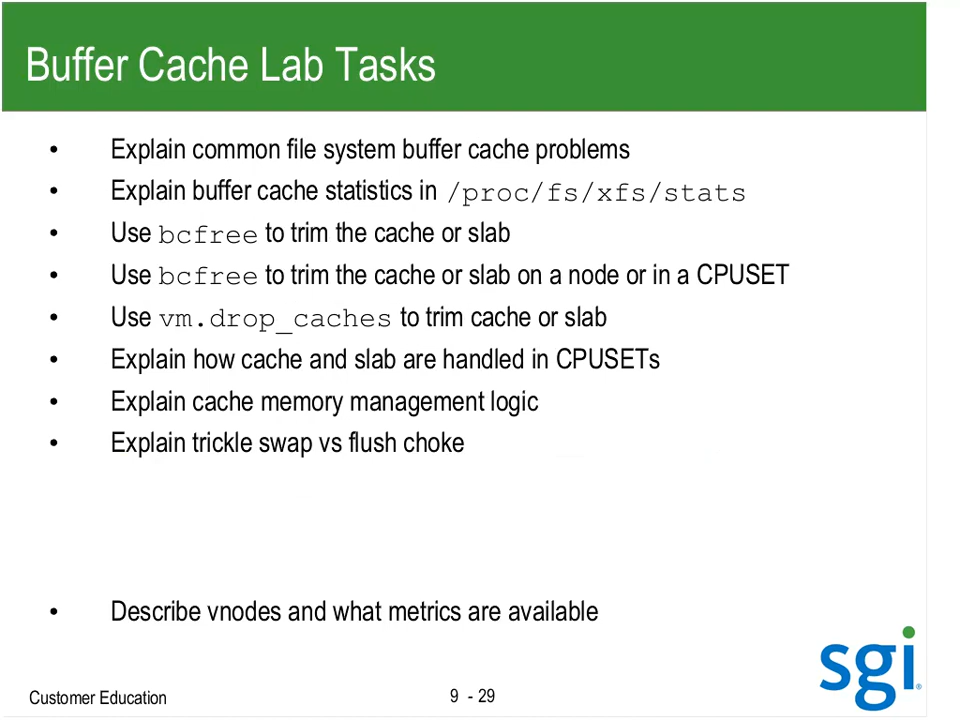 Buffer Cache Lab Tasks
• Explain common file system buffer cache problems
• Explain buffer cache statistics in /proc/fs/xfs/stats
• Use bcfree to trim the cache or slab
• Use bcfree to trim the cache or slab on a node or in a CPUSET
• Use vm.drop_caches to trim cache or slab
• Explain how cache and slab are handled in CPUSETs
• Explain cache memory management logic
• Explain trickle swap vs flush choke
• Describe vnodes and what metrics are available
sgi®
Customer Education 9 - 29